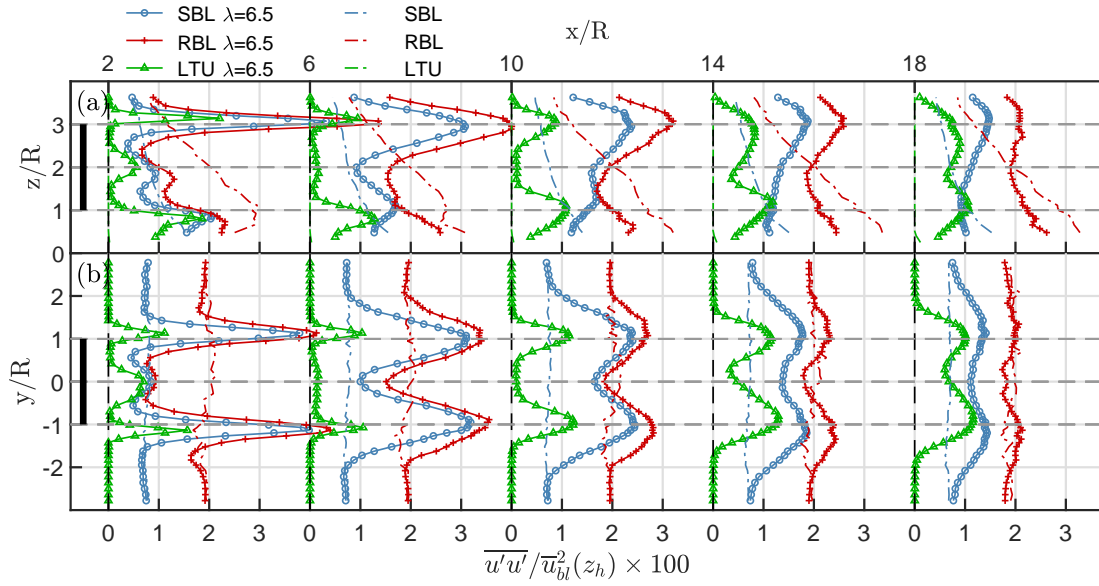 SBL λ=6.5 SBL
RBL λ=6.5 RBL
LTU λ=6.5 LTU
x/R
2 6 10 14 18
(a)
3
2
1
0
z/R
(b)
2
1
0
-1
-2
y/R
0 1 2 3 0 1 2 3 0 1 2 3 0 1 2 3 0 1 2 3
$\overline{u'u'}/\overline{u}_{bl}^2(z_h) \times 100$